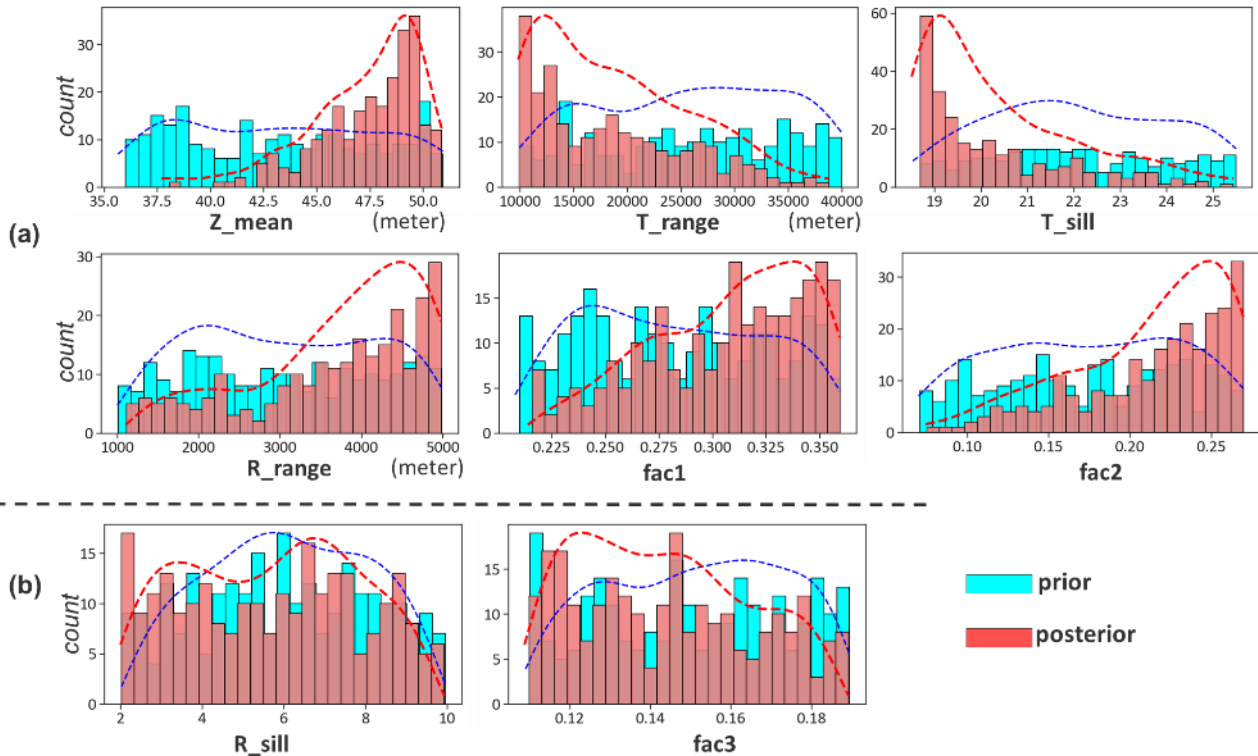 (a)
count
0 10 20 30
35.0 37.5 40.0 42.5 45.0 47.5 50.0
Z_mean
(meter)
0 10 20 30
10000 15000 20000 25000 30000 35000 40000
T_range
(meter)
0 20 40 60
19 20 21 22 23 24 25
T_sill
count
0 10 20 30
1000 2000 3000 4000 5000
R_range
(meter)
0 5 10 15
0.225 0.250 0.275 0.300 0.325 0.350
fac1
0 10 20 30
0.10 0.15 0.20 0.25
fac2
(b)
count
0 5 10 15
2 4 6 8 10
R_sill
0 5 10 15
0.12 0.14 0.16 0.18
fac3
prior
posterior